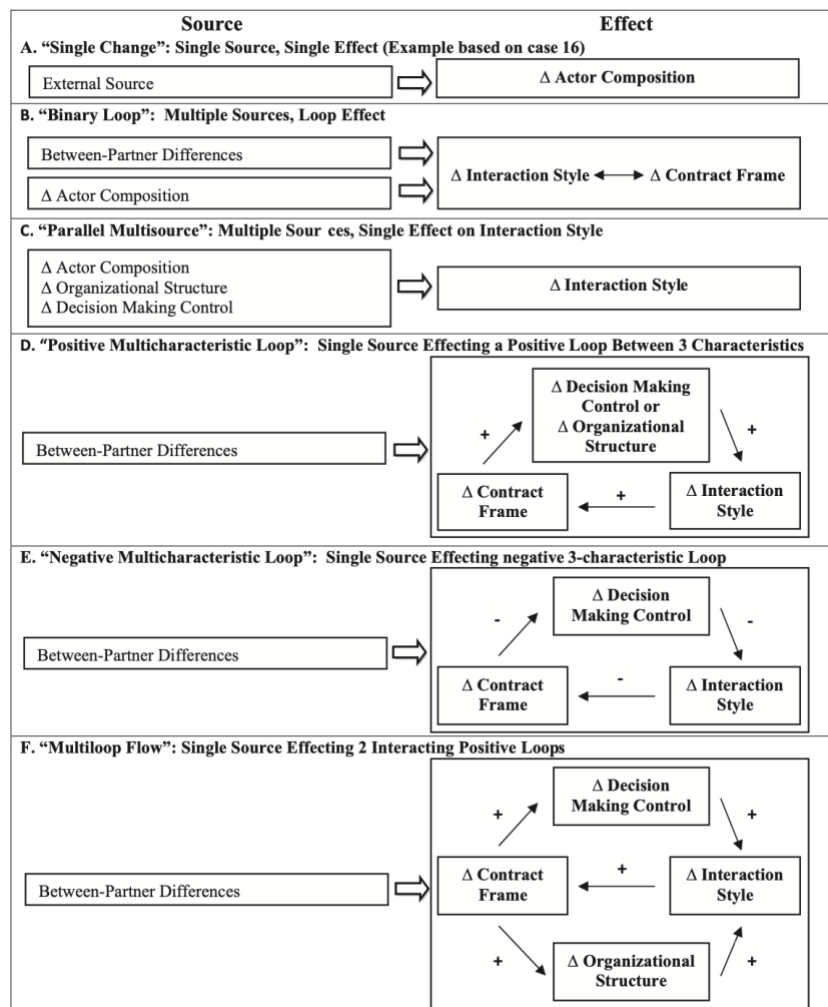 Source Effect
A. “Single Change”: Single Source, Single Effect (Example based on case 16)
External Source
Δ Actor Composition
B. “Binary Loop”: Multiple Sources, Loop Effect
Between-Partner Differences
Δ Actor Composition
Δ Interaction Style Δ Contract Frame
C. “Parallel Multisource”: Multiple Sour ces, Single Effect on Interaction Style
Δ Actor Composition
Δ Organizational Structure
Δ Decision Making Control
Δ Interaction Style
D. “Positive Multicharacteristic Loop”: Single Source Effecting a Positive Loop Between 3 Characteristics
Between-Partner Differences
Δ Decision Making
Control or
Δ Organizational
Structure
+
+
Δ Contract
Frame
+
Δ Interaction
Style
E. “Negative Multicharacteristic Loop”: Single Source Effecting negative 3-characteristic Loop
Between-Partner Differences
Δ Decision
Making Control
-
-
Δ Contract
Frame
-
Δ Interaction
Style
F. “Multiloop Flow”: Single Source Effecting 2 Interacting Positive Loops
Between-Partner Differences
Δ Decision
Making Control
+
+
Δ Contract
Frame
+
Δ Interaction
Style
+
+
Δ Organizational
Structure